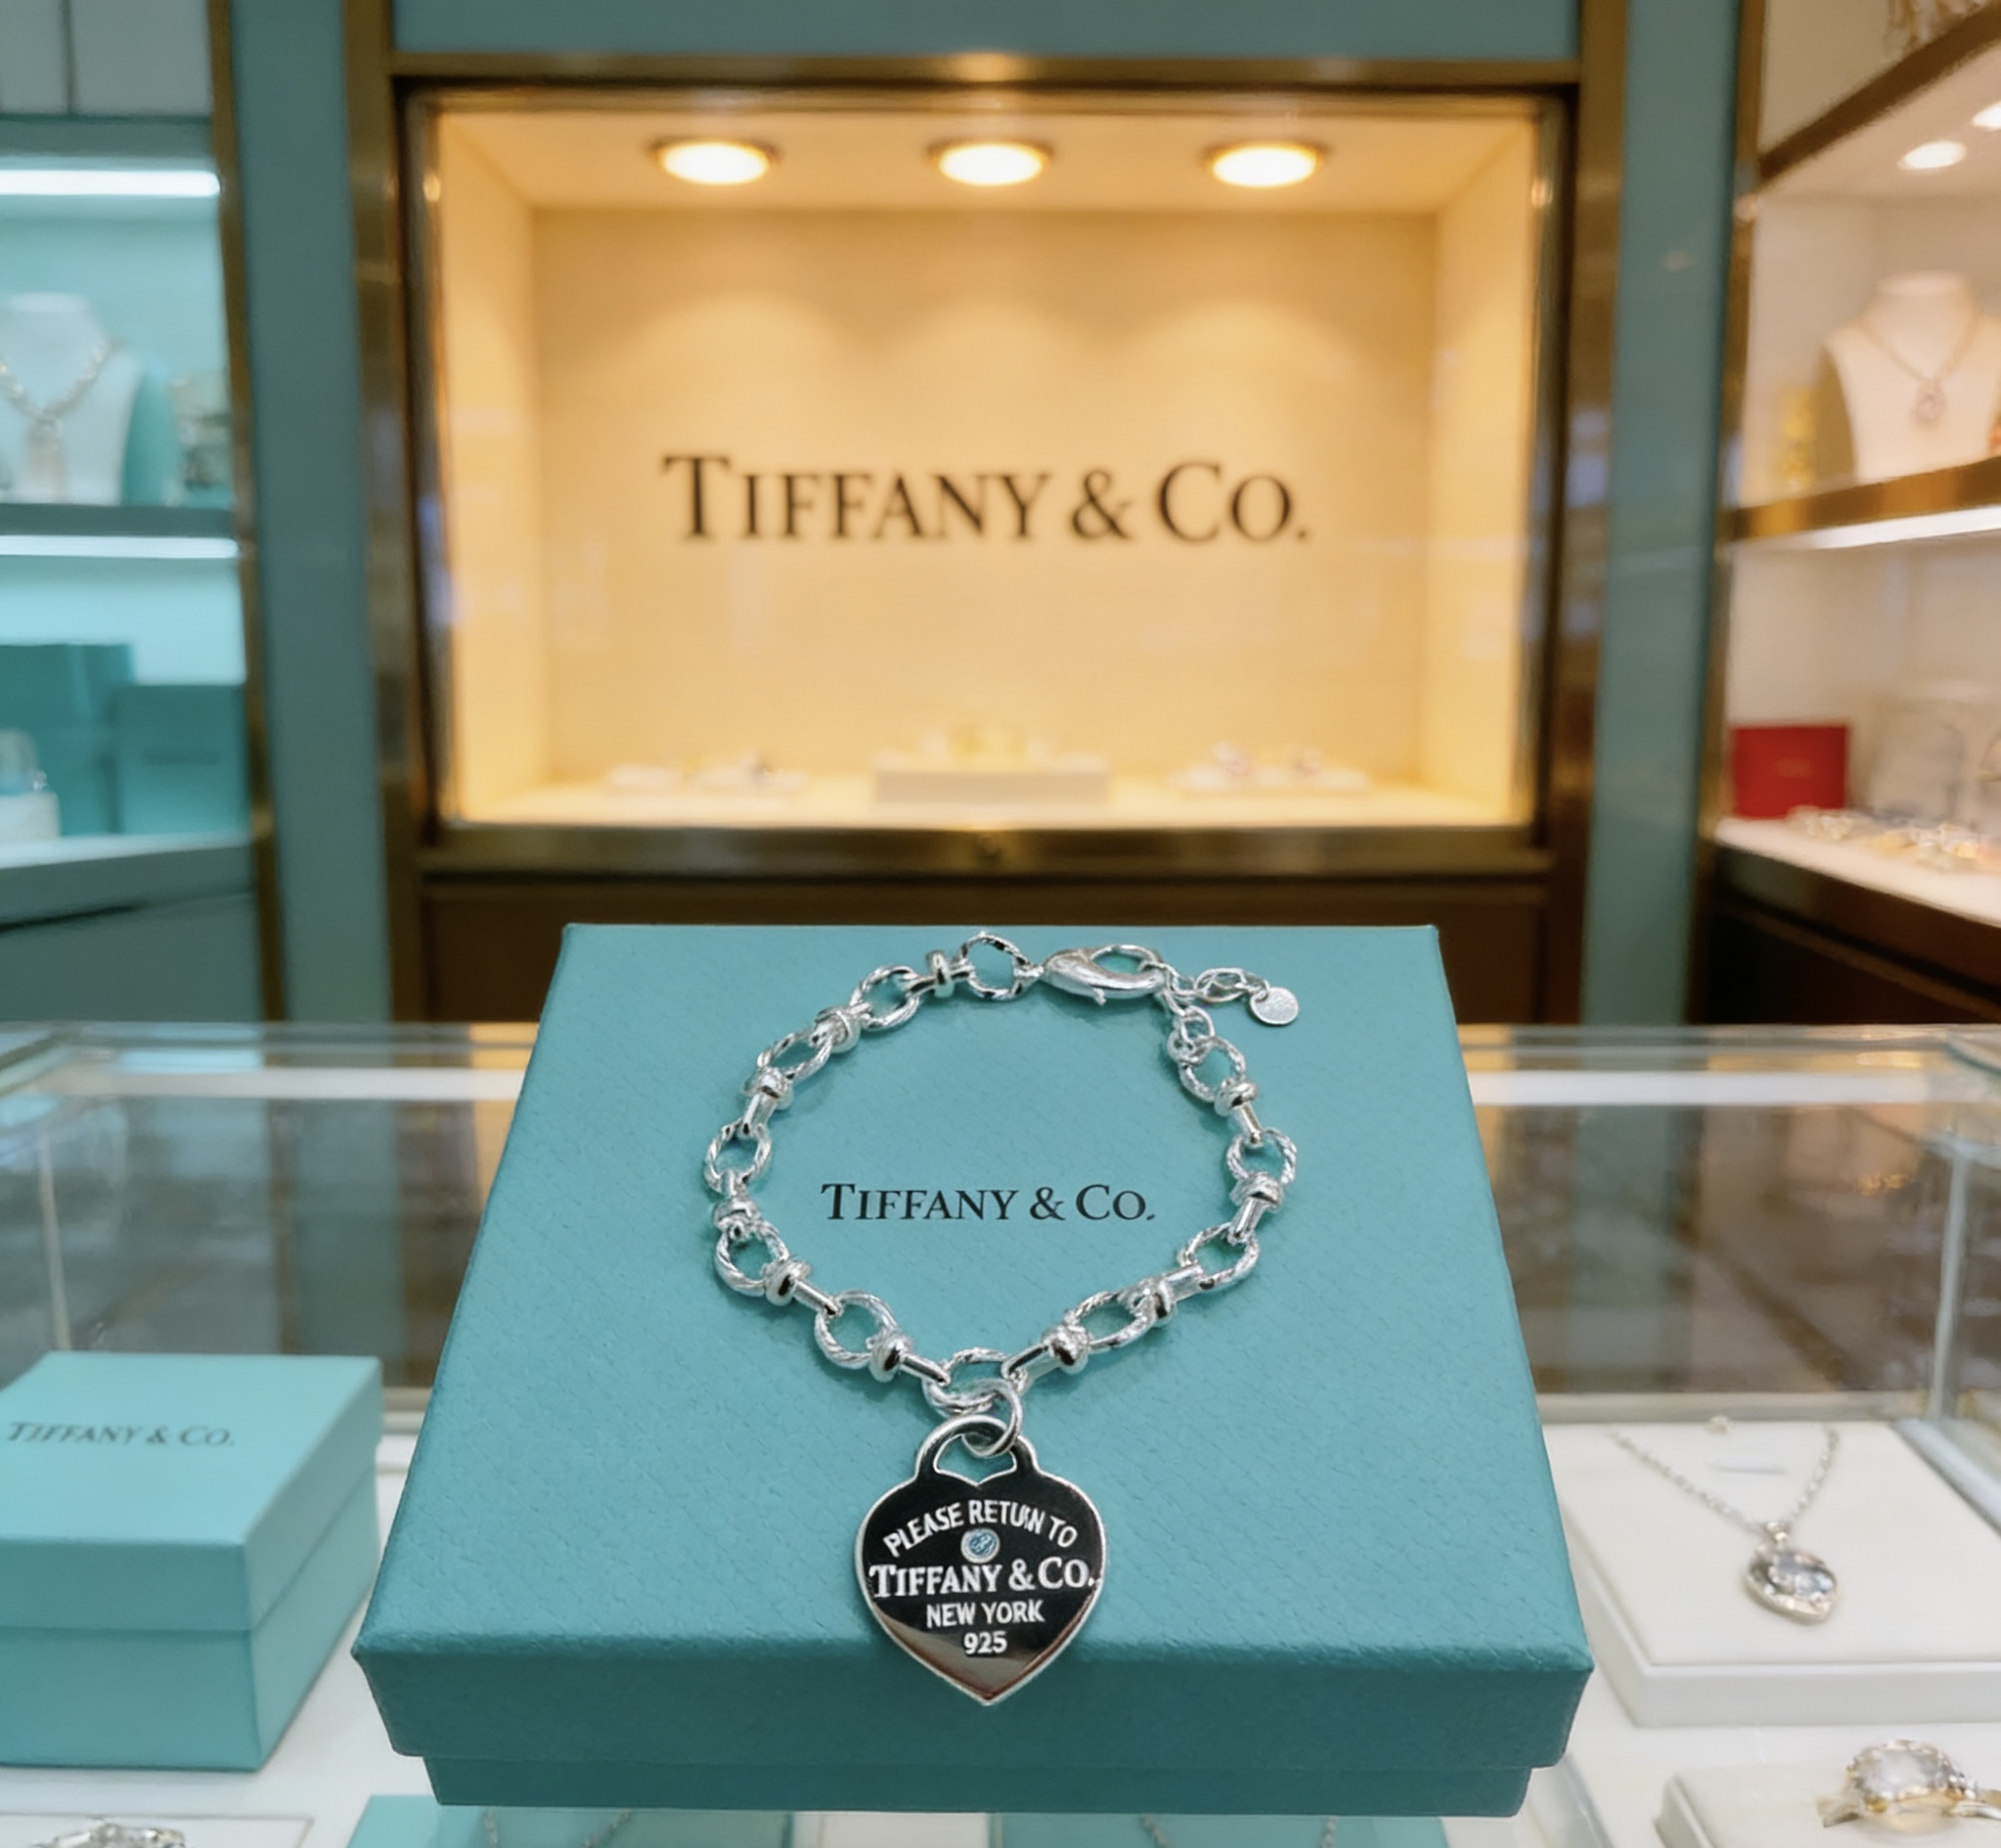 TIFFANY & CO.
TIFFANY & CO.
TIFFANY & CO.
PLEASE RETURN TO
TIFFANY & CO.
NEW YORK
925